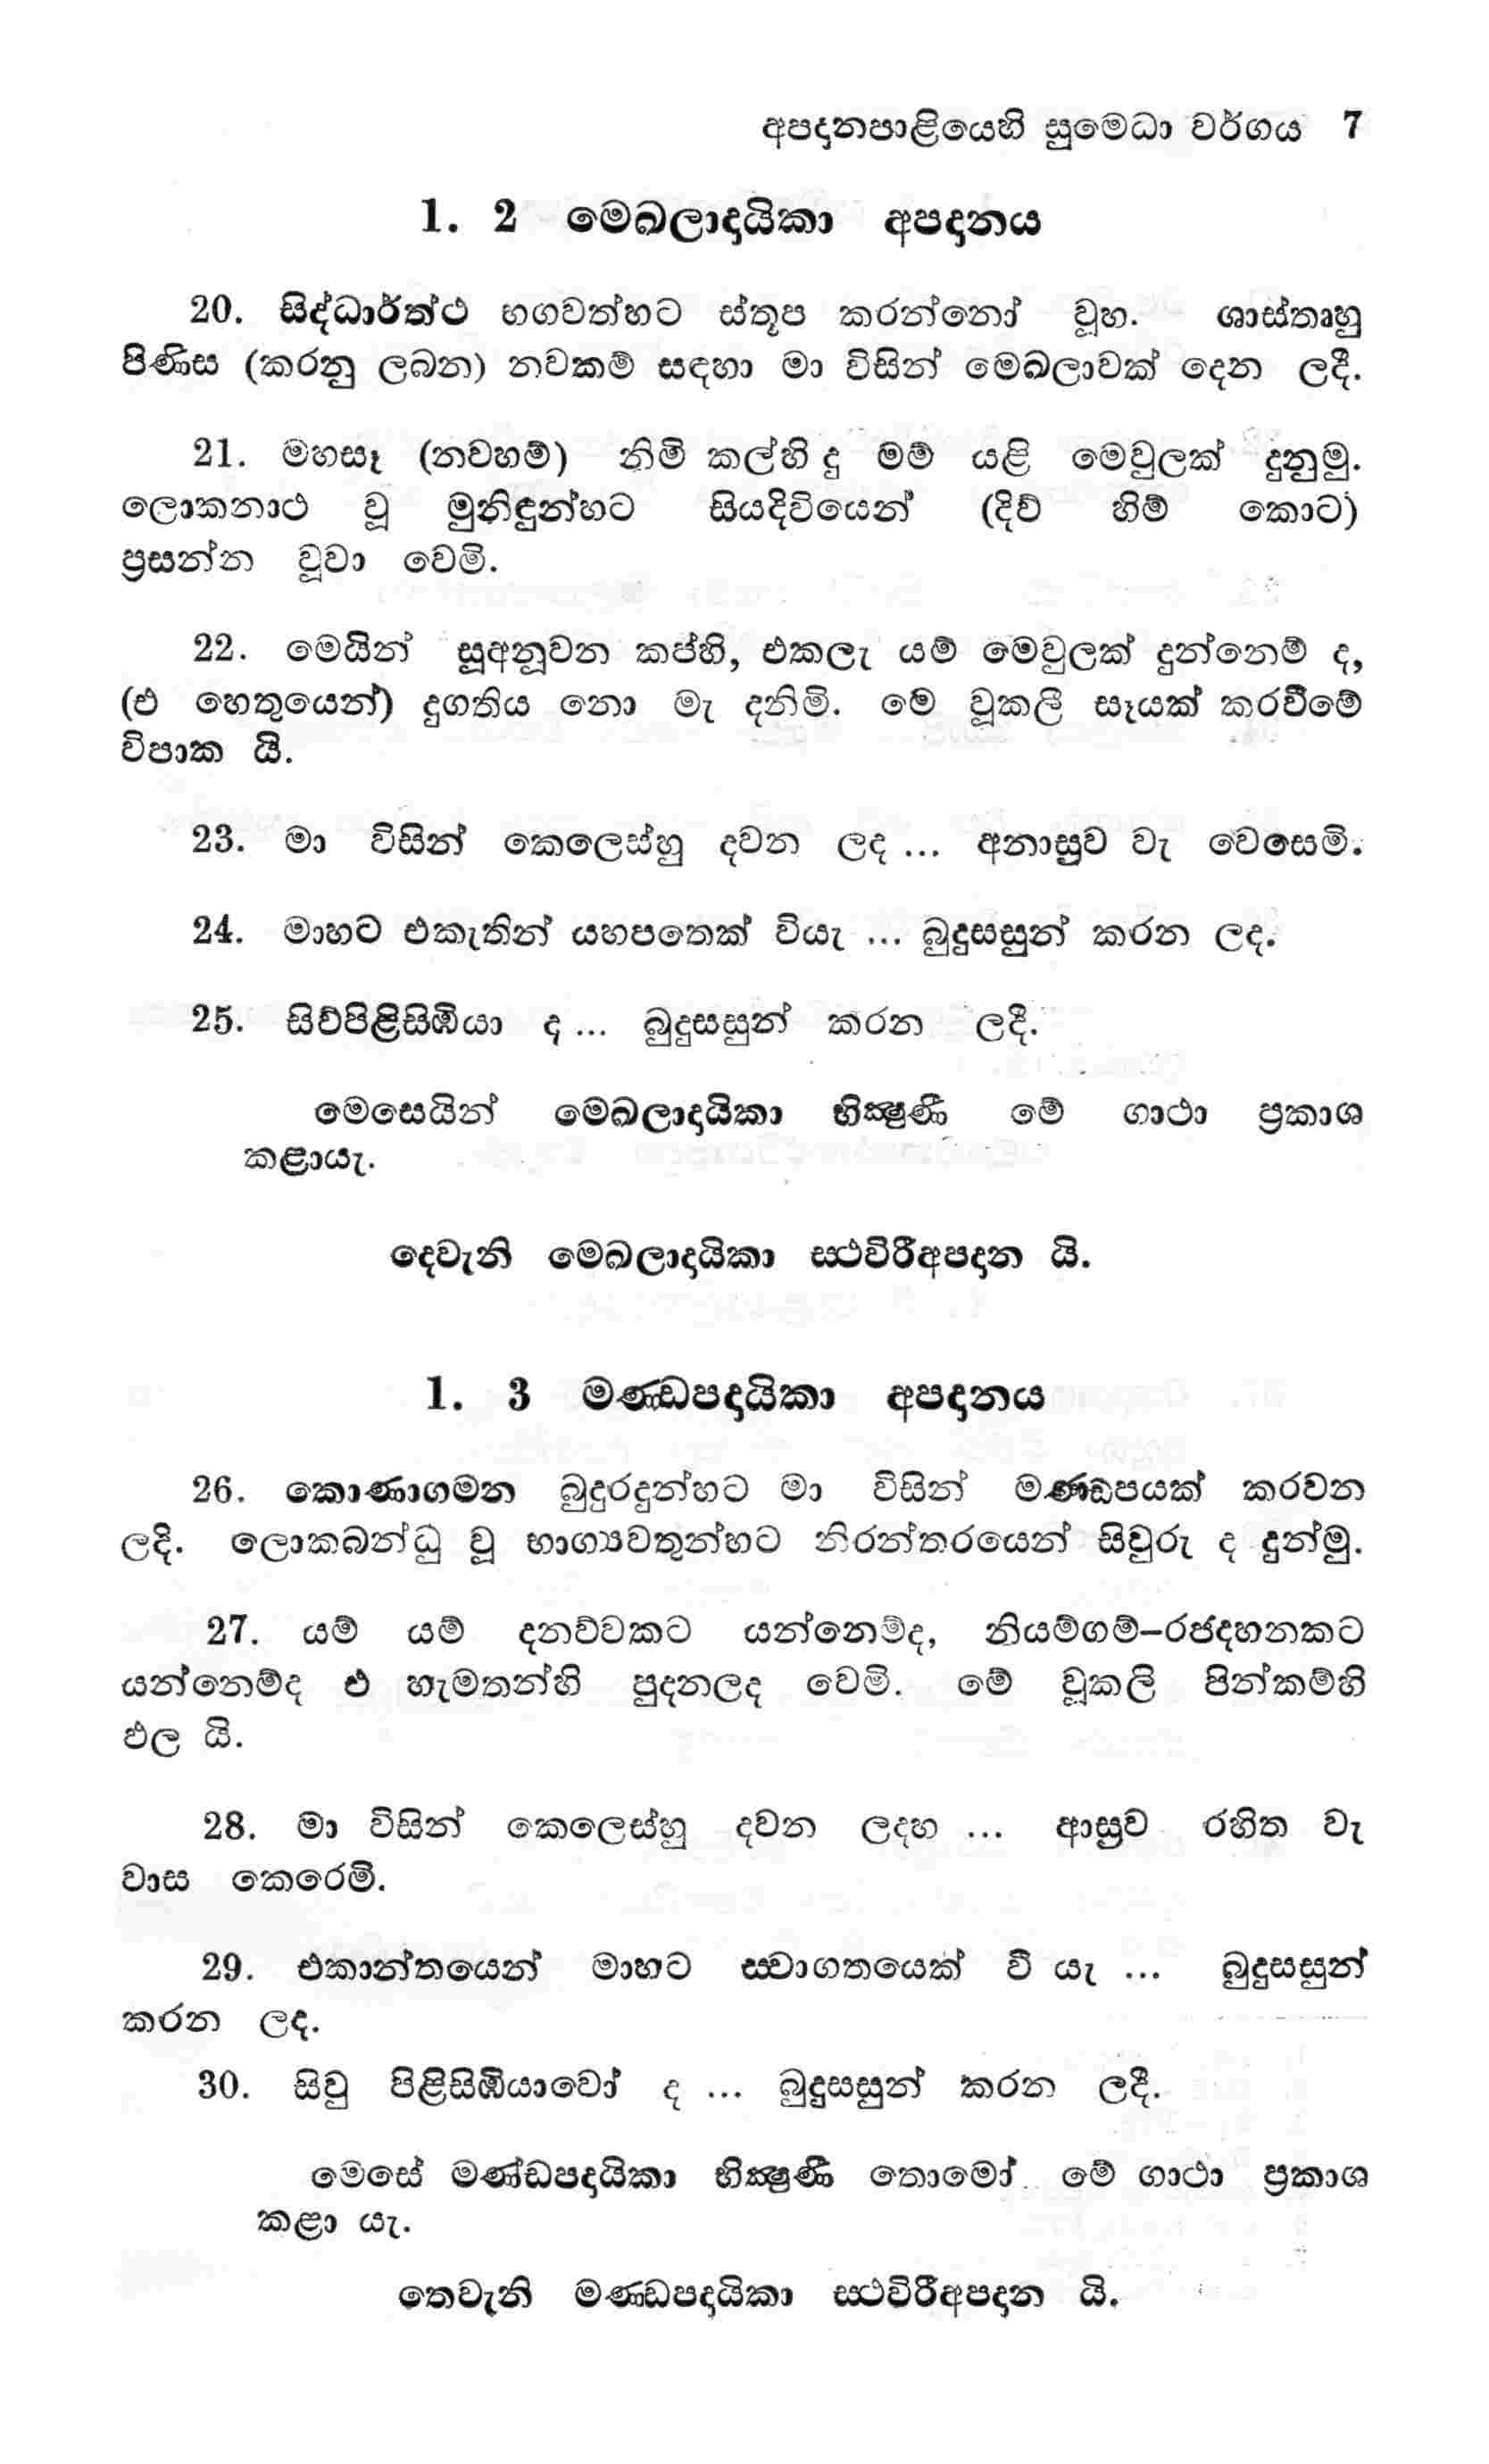 අපදානපාළියෙහි සුමෙධා වර්ගය 7
1. 2 මෙඛලාදායිකා අපදානය
20. සිද්ධාර්ත්ථ භගවත්හට ස්තූප කරන්නෝ වූහ. ශාස්තෘහු
පිණිස (කරනු ලබන) නවකම් සඳහා මා විසින් මෙඛලාවක් දෙන ලදී.
21. මහසෑ (නවහම්) නිමි කල්හි දු මම් යළි මෙවුලක් දුනුමු.
ලොකනාථ වූ මුනිඳුන්හට සියදිවියෙන් (දිව් හිම් කොට)
ප්‍රසන්න වූවා වෙමි.
22. මෙයින් සූඅනූවන කප්හි, එකලැ යම් මෙවුලක් දුන්නෙම් ද,
(එ හෙතුයෙන්) දුගතිය නො මැ දනිමි. මේ වූකලී සෑයක් කරවීමේ
විපාක යි.
23. මා විසින් කෙලෙස්හු දවන ලද ... අනාස්‍රව වැ වෙසෙමි.
24. මාහට එකැතින් යහපතෙක් වියැ ... බුදුසසුන් කරන ලද.
25. සිව්පිළිසිඹියා ද ... බුදුසසුන් කරන ලදී.
මෙසෙයින් මෙඛලාදායිකා භික්‍ෂුණී මේ ගාථා ප්‍රකාශ
කළායැ.
දෙවැනි මෙඛලාදායිකා ස්ථවිරීඅපදාන යි.
1. 3 මණ්ඩපදායිකා අපදානය
26. කොණාගමන බුදුරදුන්හට මා විසින් මණ්ඩපයක් කරවන
ලදි. ලොකබන්ධු වූ භාග්‍යවතුන්හට නිරන්තරයෙන් සිවුරු ද දුන්මු.
27. යම් යම් දනව්වකට යන්නෙම්ද, නියම්ගම්–රජදහනකට
යන්නෙම්ද එ හැමතන්හි පුදනලද වෙමි. මේ වූකලි පින්කම්හි
ඵල යි.
28. මා විසින් කෙලෙස්හු දවන ලදහ ... ආස්‍රව රහිත වැ
වාස කෙරෙමි.
29. එකාන්තයෙන් මාහට ස්වාගතයෙක් වී යැ ... බුදුසසුන්
කරන ලද.
30. සිවු පිළිසිඹියාවෝ ද ... බුදුසසුන් කරන ලදී.
මෙසේ මණ්ඩපදායිකා භික්‍ෂුණී තොමෝ මේ ගාථා ප්‍රකාශ
කළා යැ.
තෙවැනි මණ්ඩපදායිකා ස්ථවිරීඅපදාන යි.